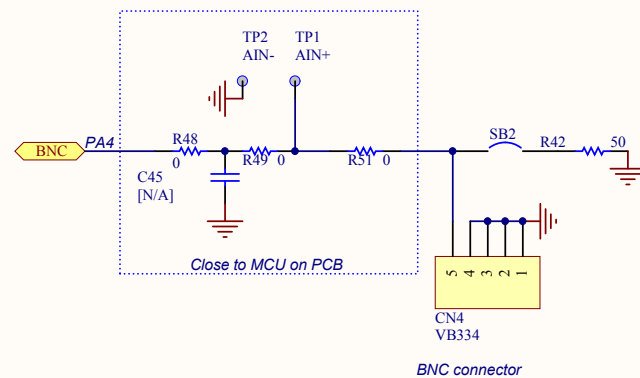 TP2
AIN-
TP1
AIN+
BNC
PA4
R48
0
R49
0
R51
0
SB2
R42
50
C45
[N/A]
Close to MCU on PCB
5
4
3
2
1
CN4
VB334
BNC connector